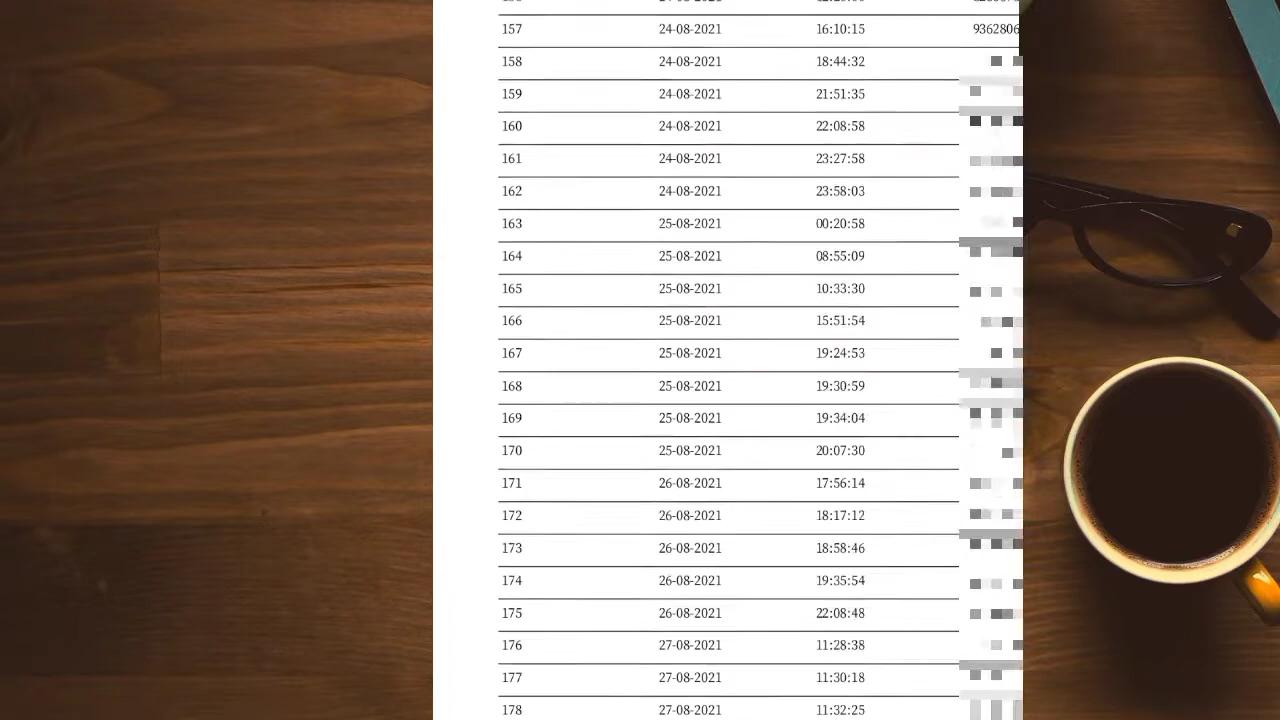 157 24-08-2021 16:10:15 9362806
158 24-08-2021 18:44:32
159 24-08-2021 21:51:35
160 24-08-2021 22:08:58
161 24-08-2021 23:27:58
162 24-08-2021 23:58:03
163 25-08-2021 00:20:58
164 25-08-2021 08:55:09
165 25-08-2021 10:33:30
166 25-08-2021 15:51:54
167 25-08-2021 19:24:53
168 25-08-2021 19:30:59
169 25-08-2021 19:34:04
170 25-08-2021 20:07:30
171 26-08-2021 17:56:14
172 26-08-2021 18:17:12
173 26-08-2021 18:58:46
174 26-08-2021 19:35:54
175 26-08-2021 22:08:48
176 27-08-2021 11:28:38
177 27-08-2021 11:30:18
178 27-08-2021 11:32:25